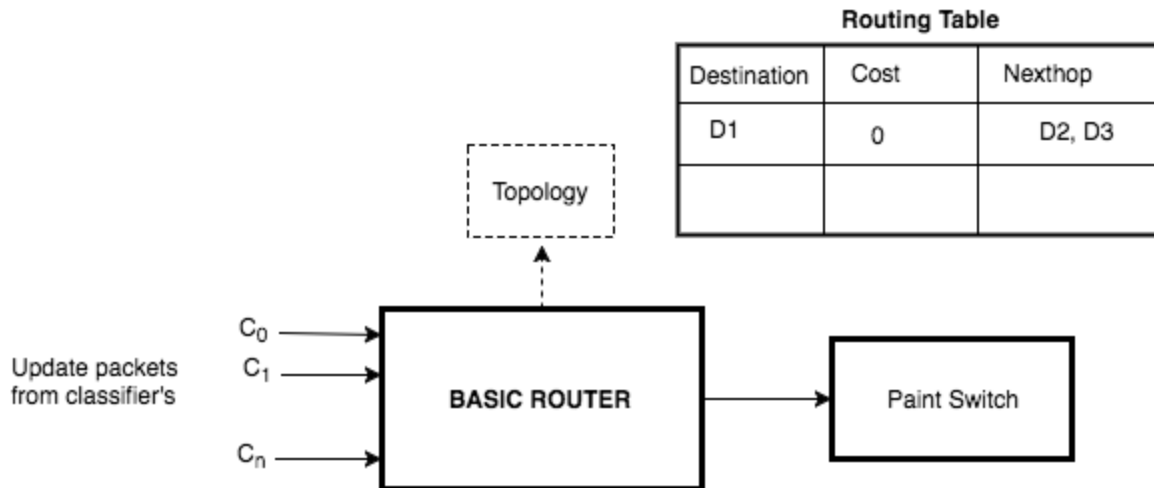 Routing Table
Destination Cost Nexthop
D1 0 D2, D3
Topology
C0
C1
Update packets
from classifier's
Cn
BASIC ROUTER
Paint Switch